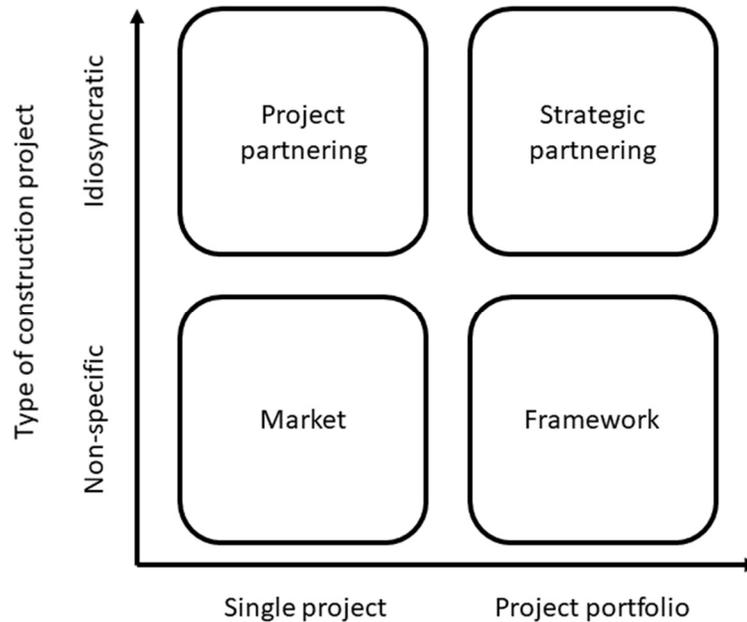 Type of construction project
Idiosyncratic
Non-specific
Project
partnering
Strategic
partnering
Market
Framework
Single project
Project portfolio